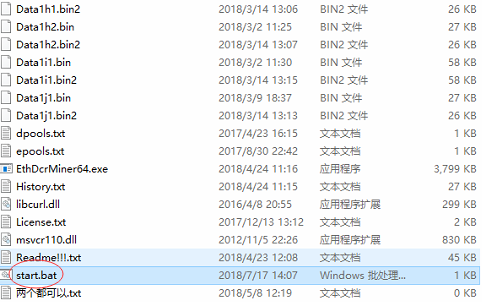 Data1h1.bin2 2018/3/14 13:06 BIN2 文件 26 KB
Data1h2.bin 2018/3/2 11:25 BIN 文件 27 KB
Data1h2.bin2 2018/3/14 13:07 BIN2 文件 26 KB
Data1i1.bin 2018/3/2 11:30 BIN 文件 58 KB
Data1i1.bin2 2018/3/14 13:15 BIN2 文件 58 KB
Data1j1.bin 2018/3/9 18:37 BIN 文件 27 KB
Data1j1.bin2 2018/3/14 13:13 BIN2 文件 26 KB
dpools.txt 2017/4/23 16:15 文本文档 1 KB
epools.txt 2017/8/30 22:42 文本文档 1 KB
EthDcrMiner64.exe 2018/4/24 11:16 应用程序 3,799 KB
History.txt 2018/4/24 11:15 文本文档 27 KB
libcurl.dll 2016/4/8 20:55 应用程序扩展 299 KB
License.txt 2017/12/13 13:12 文本文档 2 KB
msvcr110.dll 2012/11/5 22:26 应用程序扩展 830 KB
Readme!!!.txt 2018/4/23 12:08 文本文档 45 KB
start.bat 2018/7/17 14:07 Windows 批处理... 1 KB
两个都可以.txt 2018/5/8 12:19 文本文档 0 KB